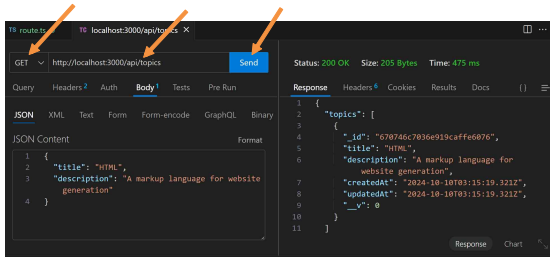 TS route.ts
TC localhost:3000/api/topics ×
GET http://localhost:3000/api/topics Send
Query Headers 2 Auth Body 1 Tests Pre Run
JSON XML Text Form Form-encode GraphQL Binary
JSON Content Format
1 {
2 "title": "HTML",
3 "description": "A markup language for website
generation"
4 }
Status: 200 OK Size: 205 Bytes Time: 475 ms
Response Headers 6 Cookies Results Docs {}
1 {
2 "topics": [
3 {
4 "_id": "670746c7036e919caffe6076",
5 "title": "HTML",
6 "description": "A markup language for
website generation",
7 "createdAt": "2024-10-10T03:15:19.321Z",
8 "updatedAt": "2024-10-10T03:15:19.321Z",
9 "__v": 0
10 }
11 ]
Response Chart